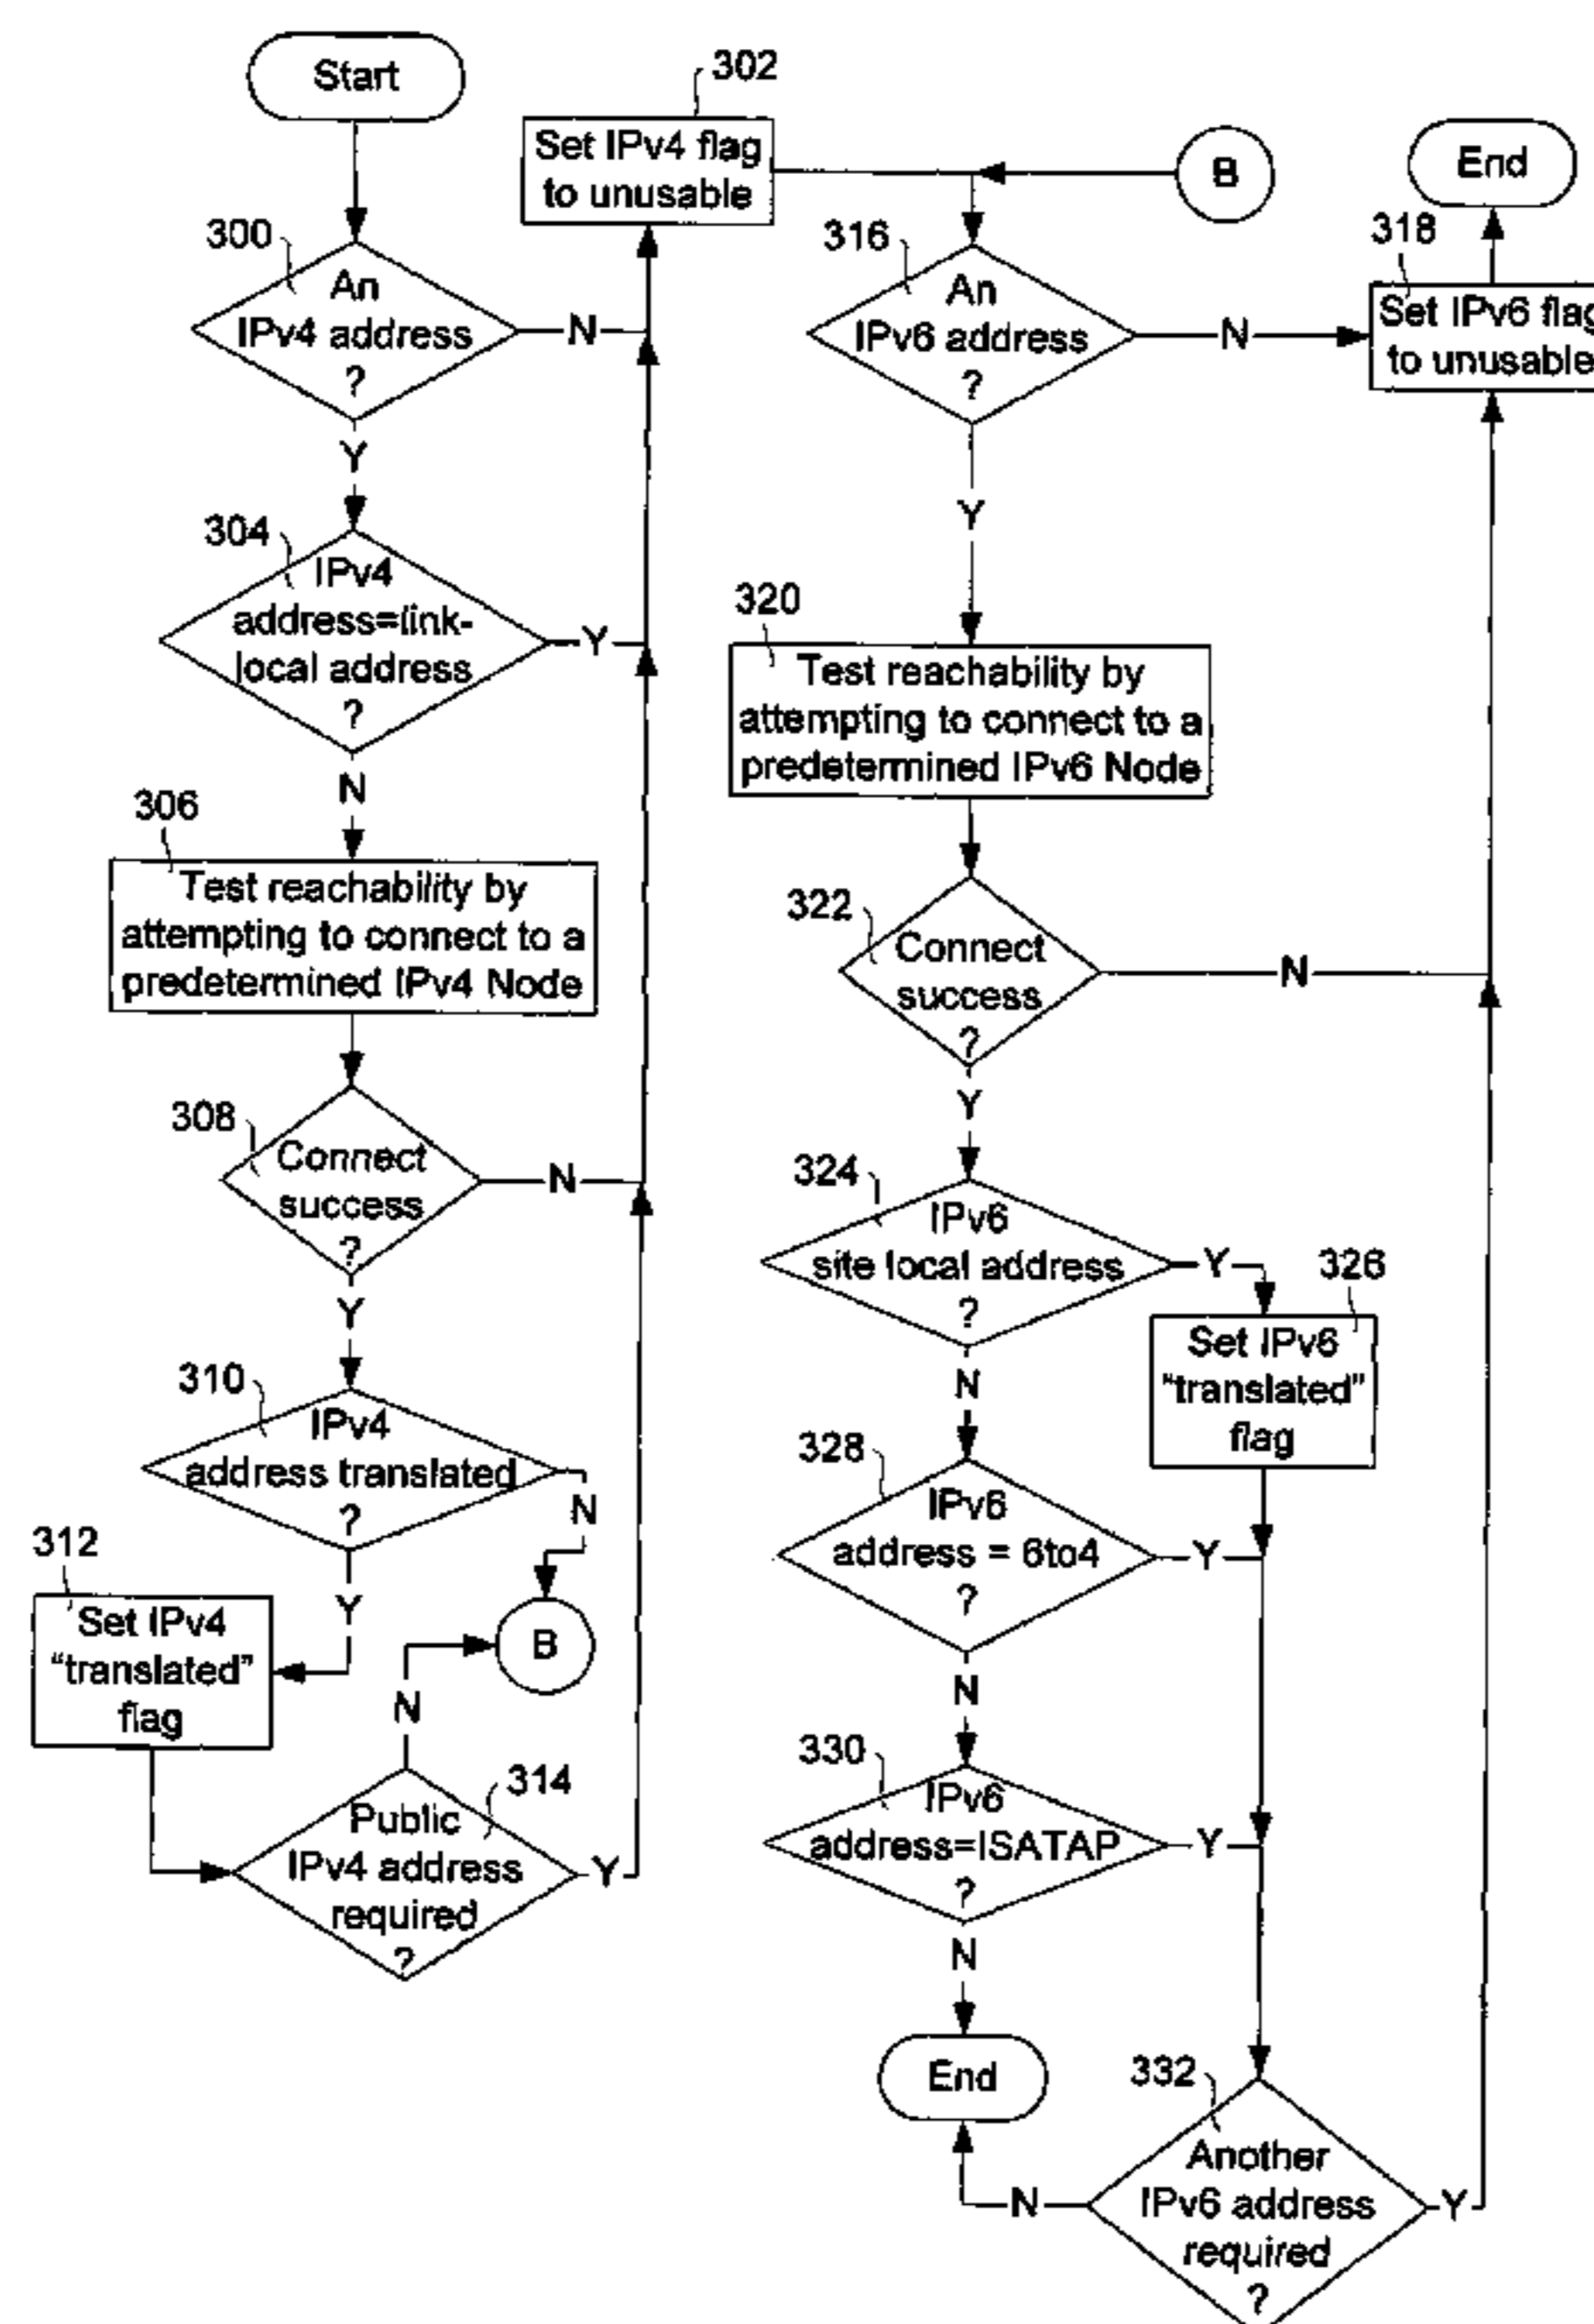 Start
302
Set IPv4 flag
to unusable
B
End
300
An
IPv4 address
?
N
Y
316
An
IPv6 address
?
N
Y
318
Set IPv6 flag
to unusable
304
IPv4
address=link-
local address
?
Y
N
306
Test reachability by
attempting to connect to a
predetermined IPv4 Node
308
Connect
success
?
N
Y
310
IPv4
address translated
?
N
Y
312
Set IPv4
"translated"
flag
B
N
314
Public
IPv4 address
required
?
Y
320
Test reachability by
attempting to connect to a
predetermined IPv6 Node
322
Connect
success
?
N
Y
324
IPv6
site local address
?
Y
N
326
Set IPv6
"translated"
flag
328
IPv6
address = 6to4
?
Y
N
330
IPv6
address=ISATAP
?
Y
N
End
332
Another
IPv6 address
required
?
N
Y